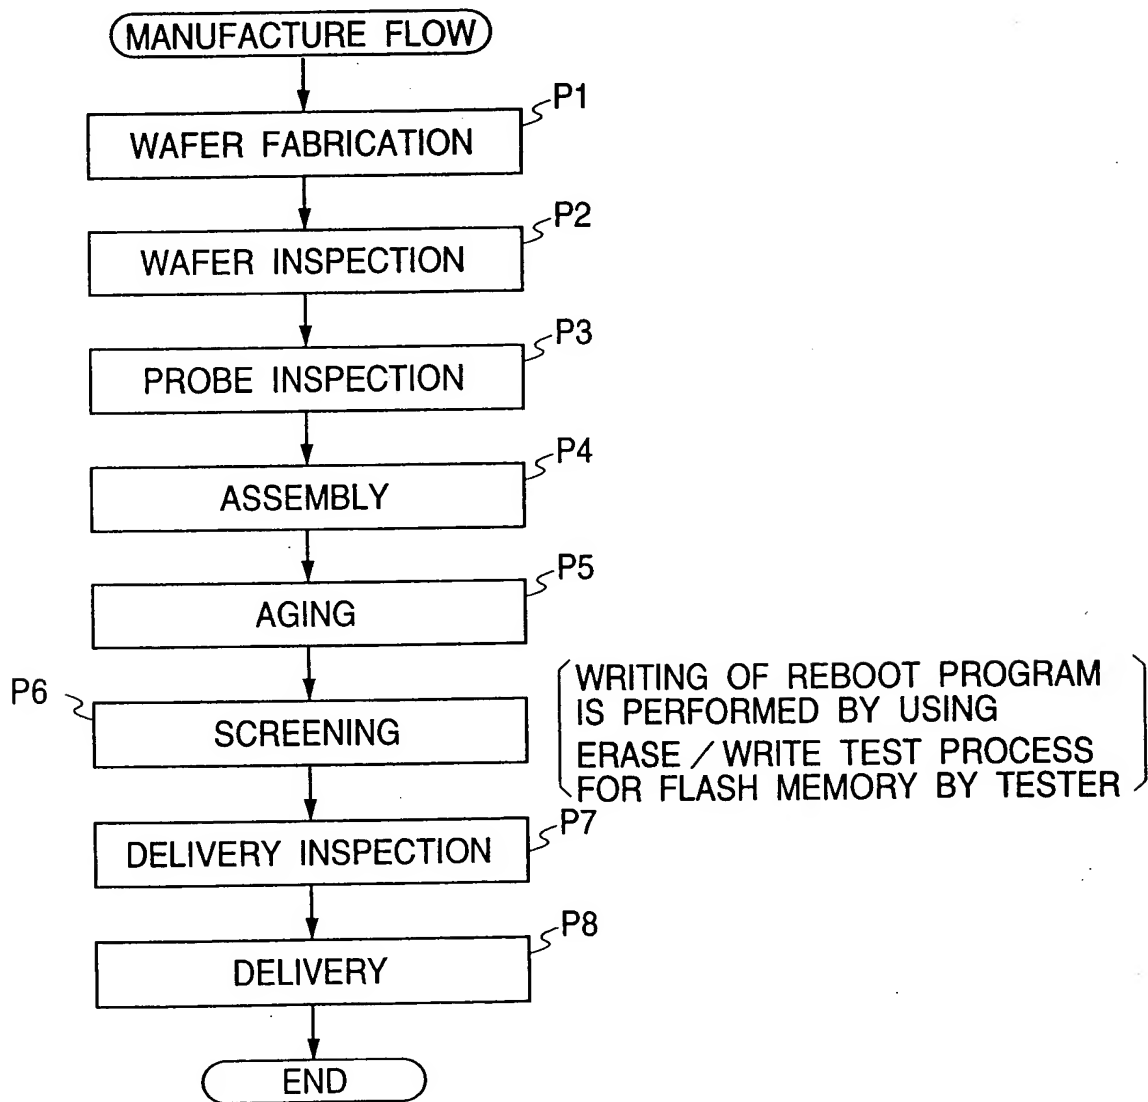 MANUFACTURE FLOW
P1
WAFER FABRICATION
P2
WAFER INSPECTION
P3
PROBE INSPECTION
P4
ASSEMBLY
P5
AGING
P6
SCREENING
WRITING OF REBOOT PROGRAM
IS PERFORMED BY USING
ERASE / WRITE TEST PROCESS
FOR FLASH MEMORY BY TESTER
P7
DELIVERY INSPECTION
P8
DELIVERY
END